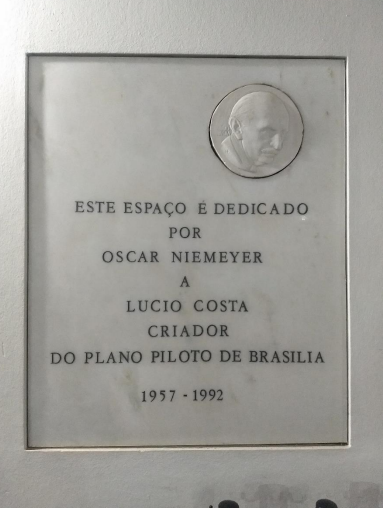 ESTE ESPAÇO É DEDICADO
POR
OSCAR NIEMEYER
A
LUCIO COSTA
CRIADOR
DO PLANO PILOTO DE BRASILIA
1957 - 1992